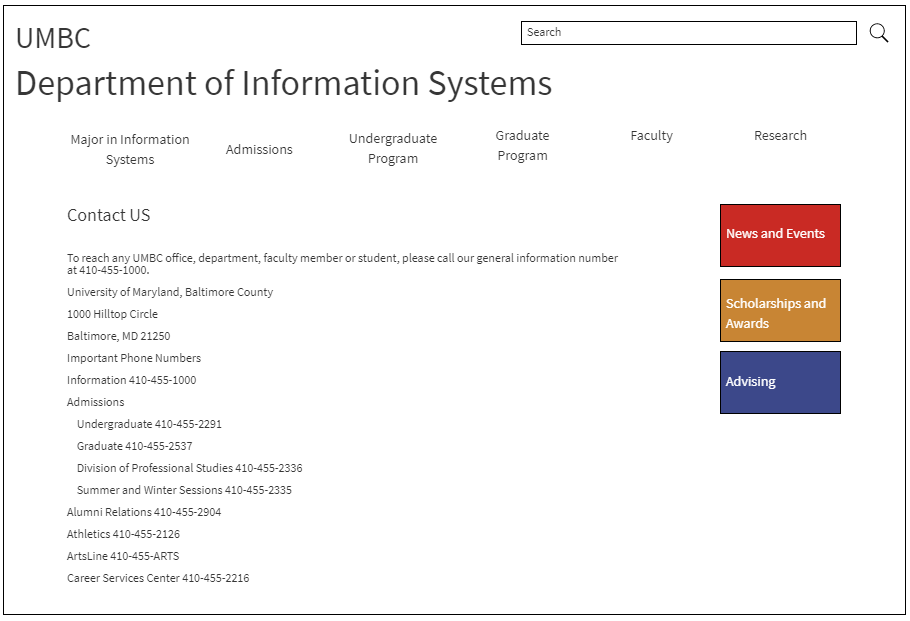 UMBC
Search
Department of Information Systems
Major in Information
Systems
Admissions
Undergraduate
Program
Graduate
Program
Faculty
Research
Contact US
To reach any UMBC office, department, faculty member or student, please call our general information number
at 410-455-1000.
University of Maryland, Baltimore County
1000 Hilltop Circle
Baltimore, MD 21250
Important Phone Numbers
Information 410-455-1000
Admissions
Undergraduate 410-455-2291
Graduate 410-455-2537
Division of Professional Studies 410-455-2336
Summer and Winter Sessions 410-455-2335
Alumni Relations 410-455-2904
Athletics 410-455-2126
ArtsLine 410-455-ARTS
Career Services Center 410-455-2216
News and Events
Scholarships and
Awards
Advising